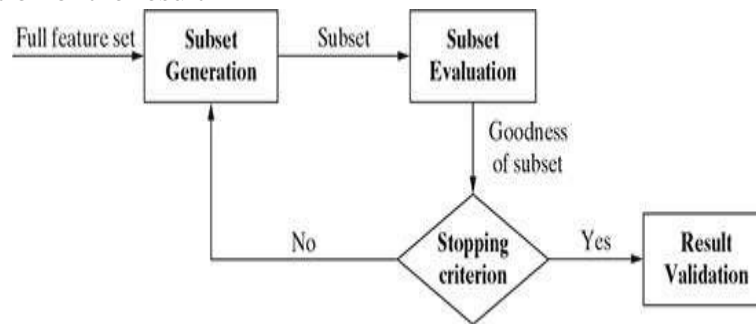 Full feature set
Subset
Generation
Subset
Subset
Evaluation
Goodness
of subset
No
Stopping
criterion
Yes
Result
Validation